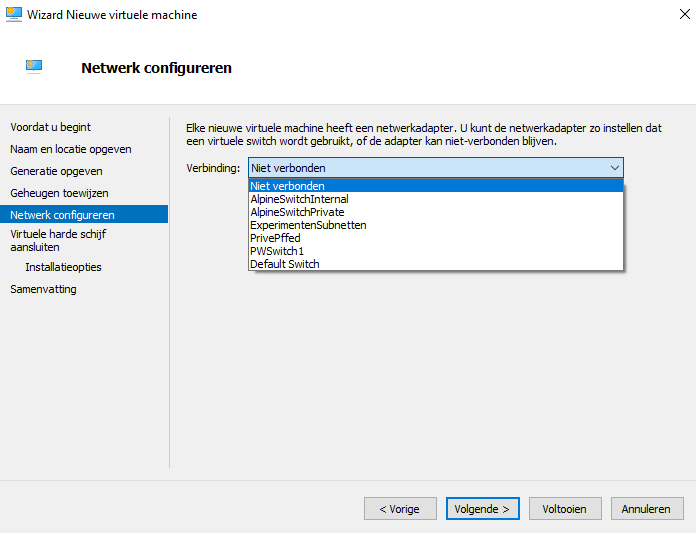 Wizard Nieuwe virtuele machine
Netwerk configureren
Voordat u begint
Naam en locatie opgeven
Generatie opgeven
Geheugen toewijzen
Netwerk configureren
Virtuele harde schijf
aansluiten
Installatieopties
Samenvatting
Elke nieuwe virtuele machine heeft een netwerkadapter. U kunt de netwerkadapter zo instellen dat
een virtuele switch wordt gebruikt, of de adapter kan niet-verbonden blijven.
Verbinding: Niet verbonden
Niet verbonden
AlpineSwitchInternal
AlpineSwitchPrivate
ExperimentenSubnetten
PrivePffed
PWSwitch1
Default Switch
< Vorige
Volgende >
Voltooien
Annuleren